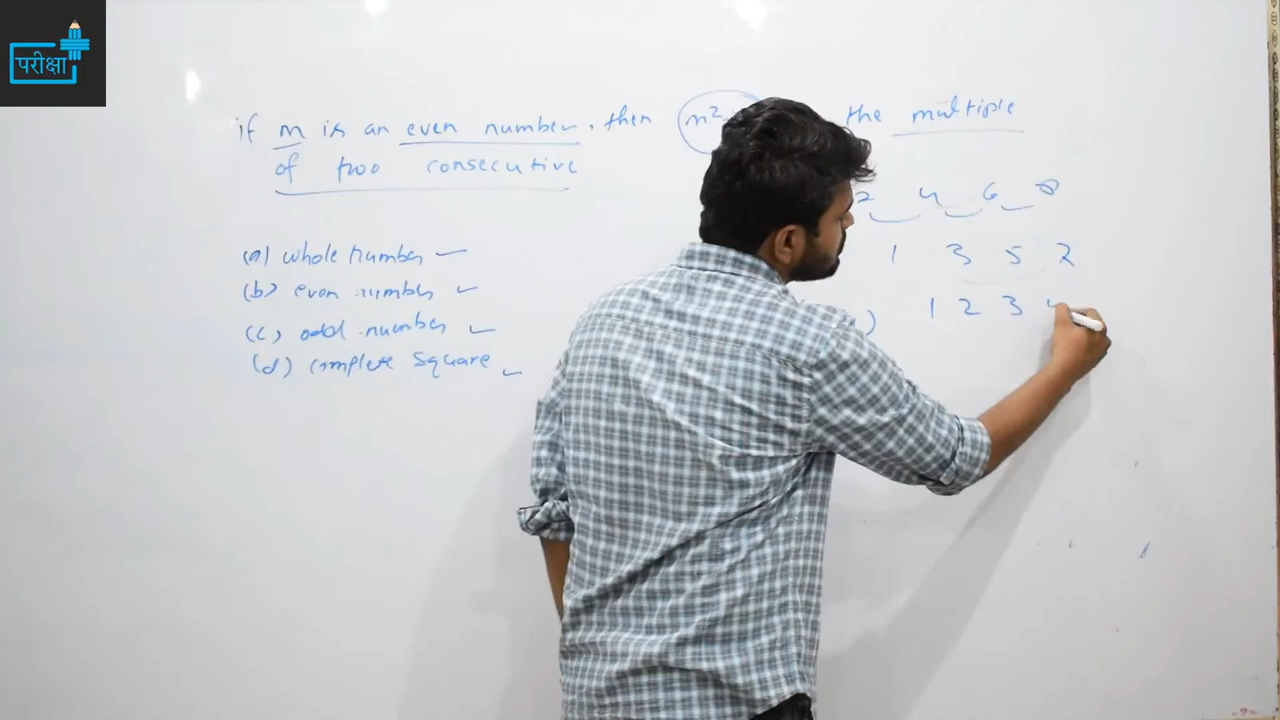 परीक्षा
if m is an even number, then m² the multiple
of two consecutive
2 4 6 8
(a) whole number
1 3 5 7
(b) even number
1 2 3
(c) odd number
(d) complete square